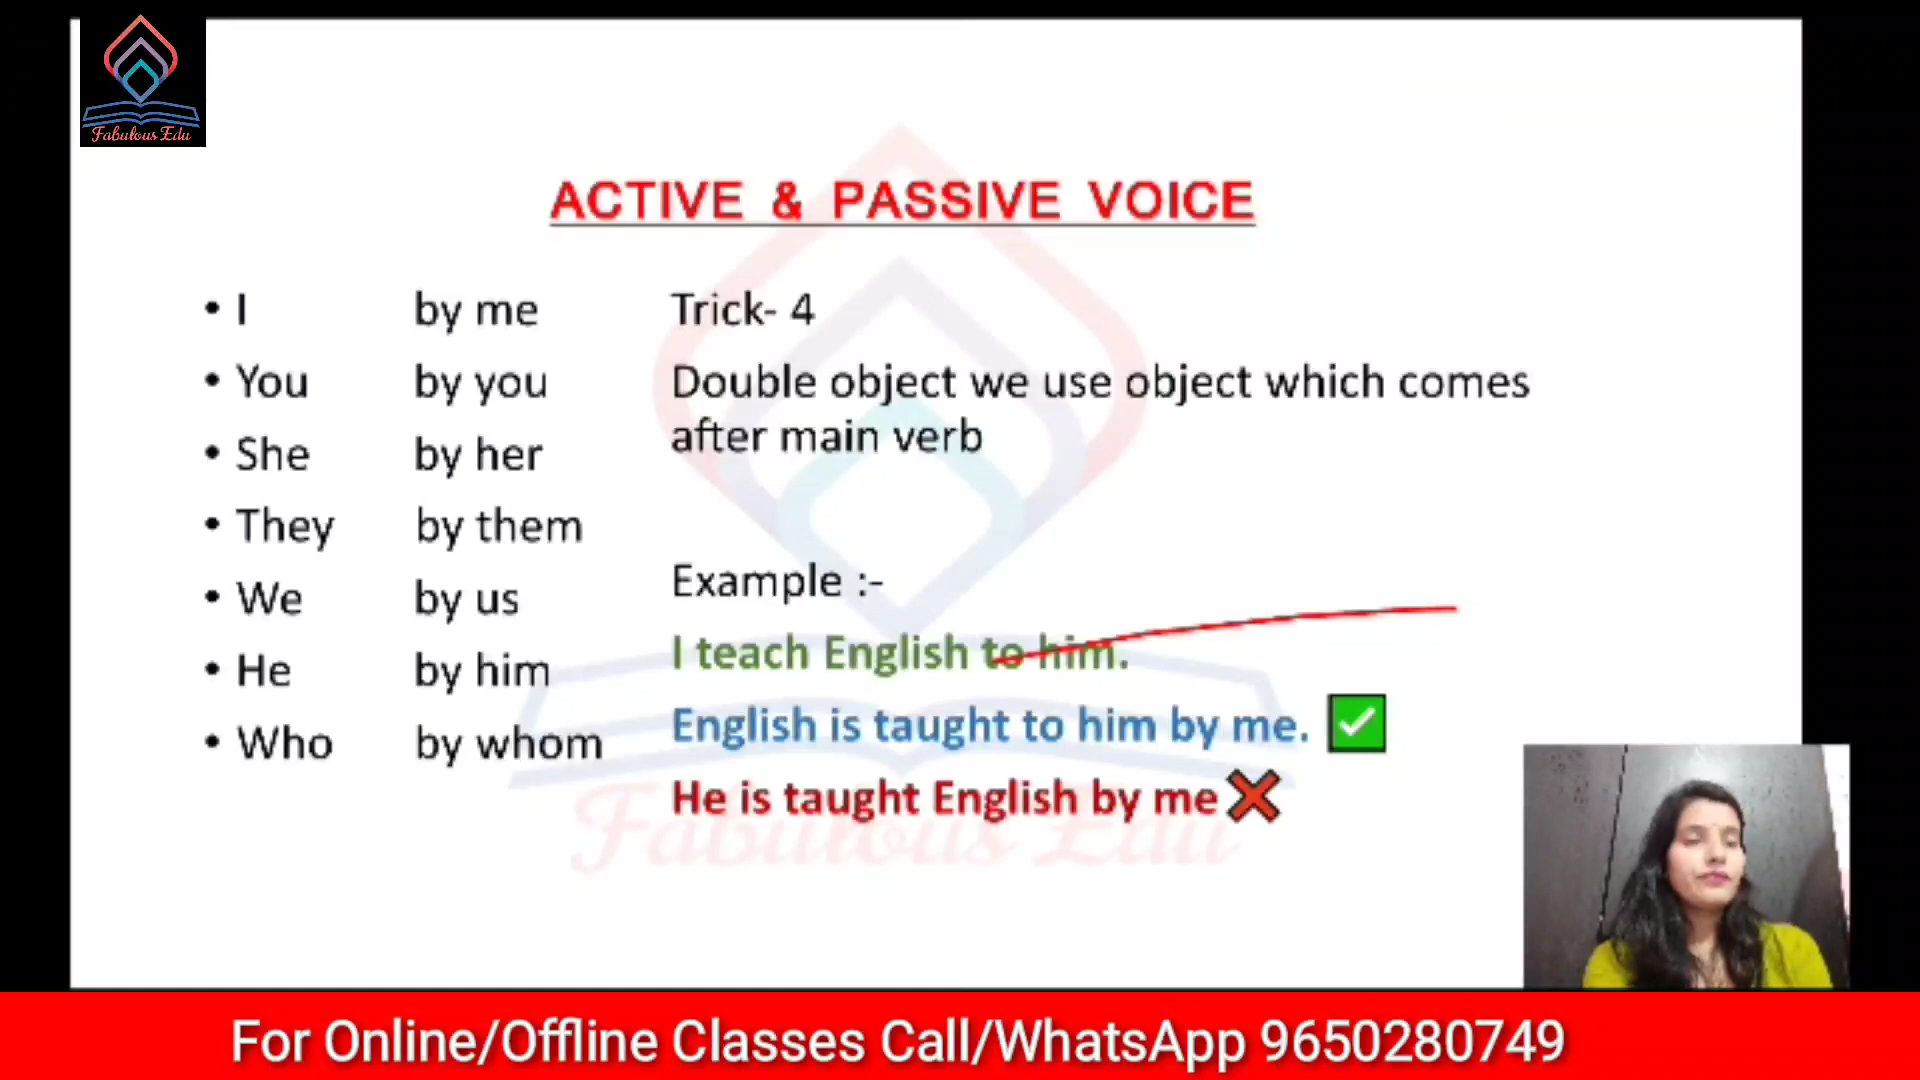 Fabulous Edu
ACTIVE & PASSIVE VOICE
• I by me
• You by you
• She by her
• They by them
• We by us
• He by him
• Who by whom
Trick- 4
Double object we use object which comes
after main verb
Example :-
I teach English to him.
English is taught to him by me. ✅
He is taught English by me ❌
Fabulous Edu
For Online/Offline Classes Call/WhatsApp 9650280749